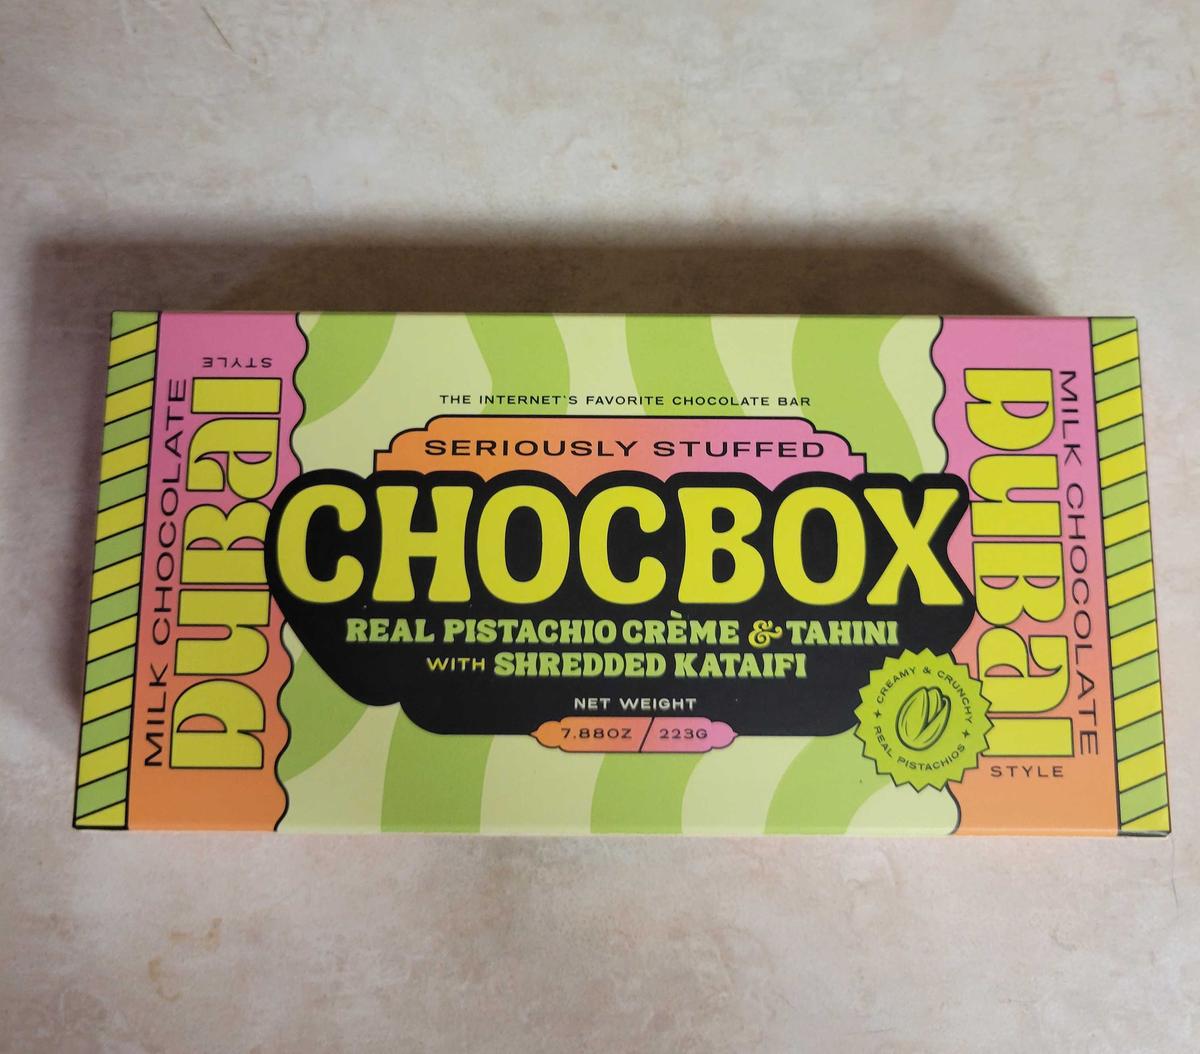 MILK CHOCOLATE
DUBai
STYLE
THE INTERNET'S FAVORITE CHOCOLATE BAR
SERIOUSLY STUFFED
CHOCBOX
REAL PISTACHIO CRÈME & TAHINI
WITH SHREDDED KATAIFI
NET WEIGHT
7.88OZ / 223G
CREAMY & CRUNCHY
REAL PISTACHIOS
MILK CHOCOLATE
DUBai
STYLE